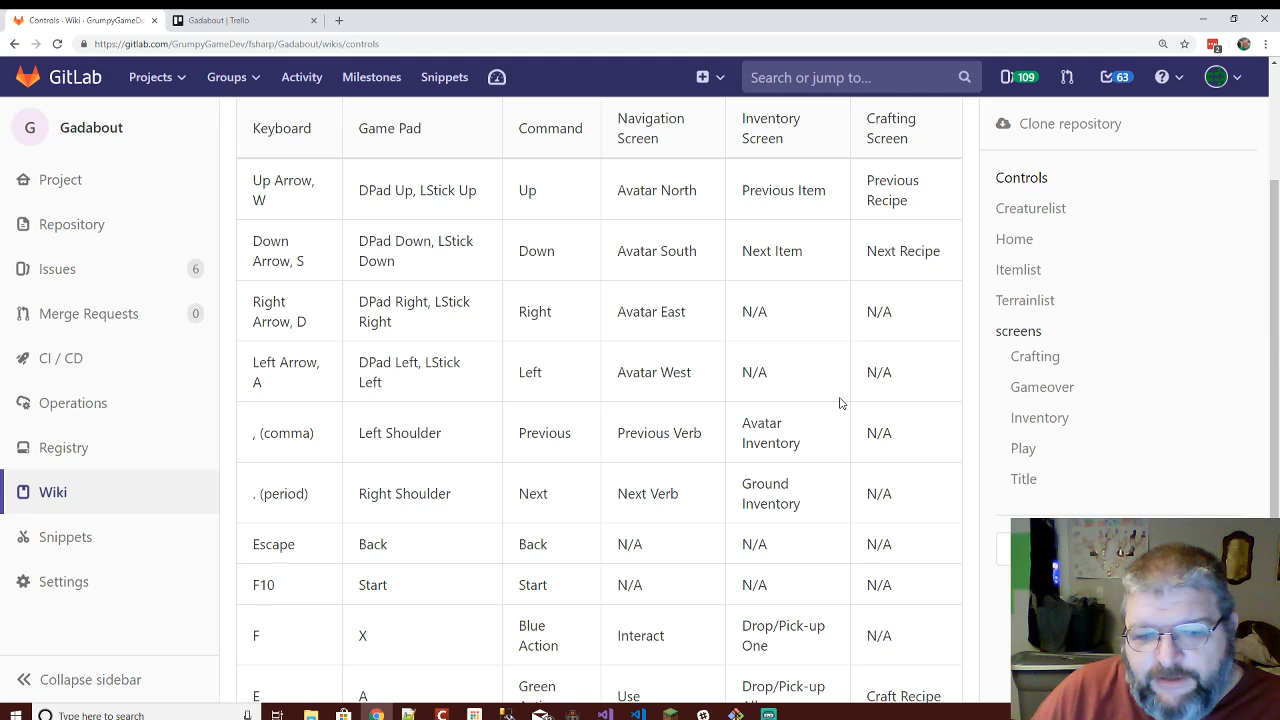 Controls · Wiki · GrumpyGameDe
Gadabout | Trello
https://gitlab.com/GrumpyGameDev/fsharp/Gadabout/wikis/controls
GitLab
Projects
Groups
Activity
Milestones
Snippets
Search or jump to...
109
63
G
Gadabout
Project
Repository
Issues
6
Merge Requests
0
CI / CD
Operations
Registry
Wiki
Snippets
Settings
Collapse sidebar
Keyboard
Game Pad
Command
Navigation
Screen
Inventory
Screen
Crafting
Screen
Up Arrow,
W
DPad Up, LStick Up
Up
Avatar North
Previous Item
Previous
Recipe
Down
Arrow, S
DPad Down, LStick
Down
Down
Avatar South
Next Item
Next Recipe
Right
Arrow, D
DPad Right, LStick
Right
Right
Avatar East
N/A
N/A
Left Arrow,
A
DPad Left, LStick
Left
Left
Avatar West
N/A
N/A
, (comma)
Left Shoulder
Previous
Previous Verb
Avatar
Inventory
N/A
. (period)
Right Shoulder
Next
Next Verb
Ground
Inventory
N/A
Escape
Back
Back
N/A
N/A
N/A
F10
Start
Start
N/A
N/A
N/A
F
X
Blue
Action
Interact
Drop/Pick-up
One
N/A
E
A
Green
Use
Drop/Pick-up
Craft Recipe
Clone repository
Controls
Creaturelist
Home
Itemlist
Terrainlist
screens
Crafting
Gameover
Inventory
Play
Title
Type here to search